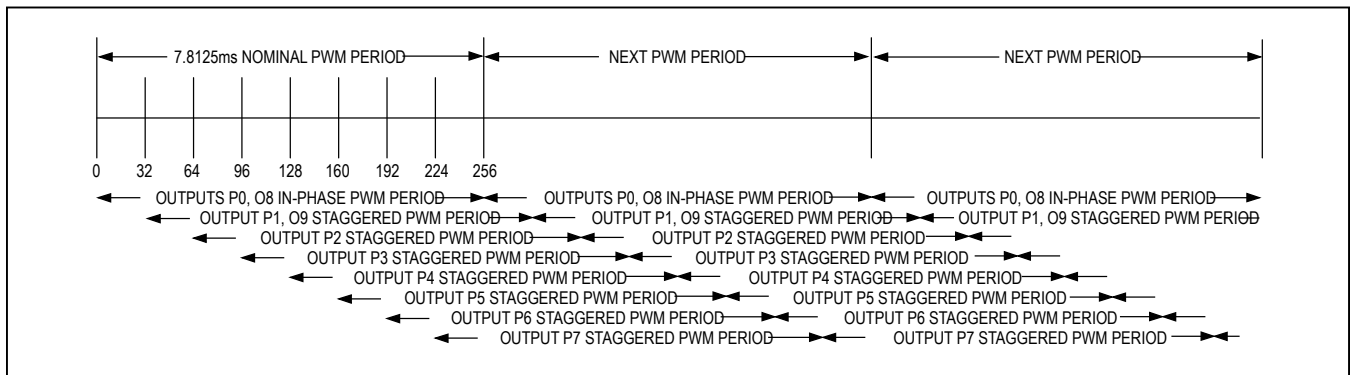 7.8125ms NOMINAL PWM PERIOD NEXT PWM PERIOD NEXT PWM PERIOD
0 32 64 96 128 160 192 224 256
OUTPUTS P0, O8 IN-PHASE PWM PERIOD OUTPUTS P0, O8 IN-PHASE PWM PERIOD OUTPUTS P0, O8 IN-PHASE PWM PERIOD
OUTPUT P1, O9 STAGGERED PWM PERIOD OUTPUT P1, O9 STAGGERED PWM PERIOD OUTPUT P1, O9 STAGGERED PWM PERIOD
OUTPUT P2 STAGGERED PWM PERIOD OUTPUT P2 STAGGERED PWM PERIOD
OUTPUT P3 STAGGERED PWM PERIOD OUTPUT P3 STAGGERED PWM PERIOD
OUTPUT P4 STAGGERED PWM PERIOD OUTPUT P4 STAGGERED PWM PERIOD
OUTPUT P5 STAGGERED PWM PERIOD OUTPUT P5 STAGGERED PWM PERIOD
OUTPUT P6 STAGGERED PWM PERIOD OUTPUT P6 STAGGERED PWM PERIOD
OUTPUT P7 STAGGERED PWM PERIOD OUTPUT P7 STAGGERED PWM PERIOD